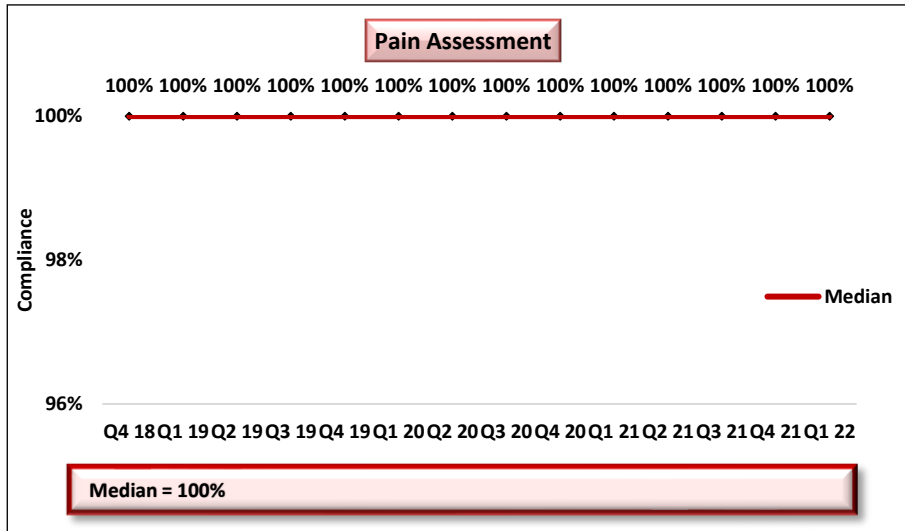 Pain Assessment
100% 100% 100% 100% 100% 100% 100% 100% 100% 100% 100% 100% 100% 100%
100%
98%
96%
Compliance
Median
Q4 18 Q1 19 Q2 19 Q3 19 Q4 19 Q1 20 Q2 20 Q3 20 Q4 20 Q1 21 Q2 21 Q3 21 Q4 21 Q1 22
Median = 100%